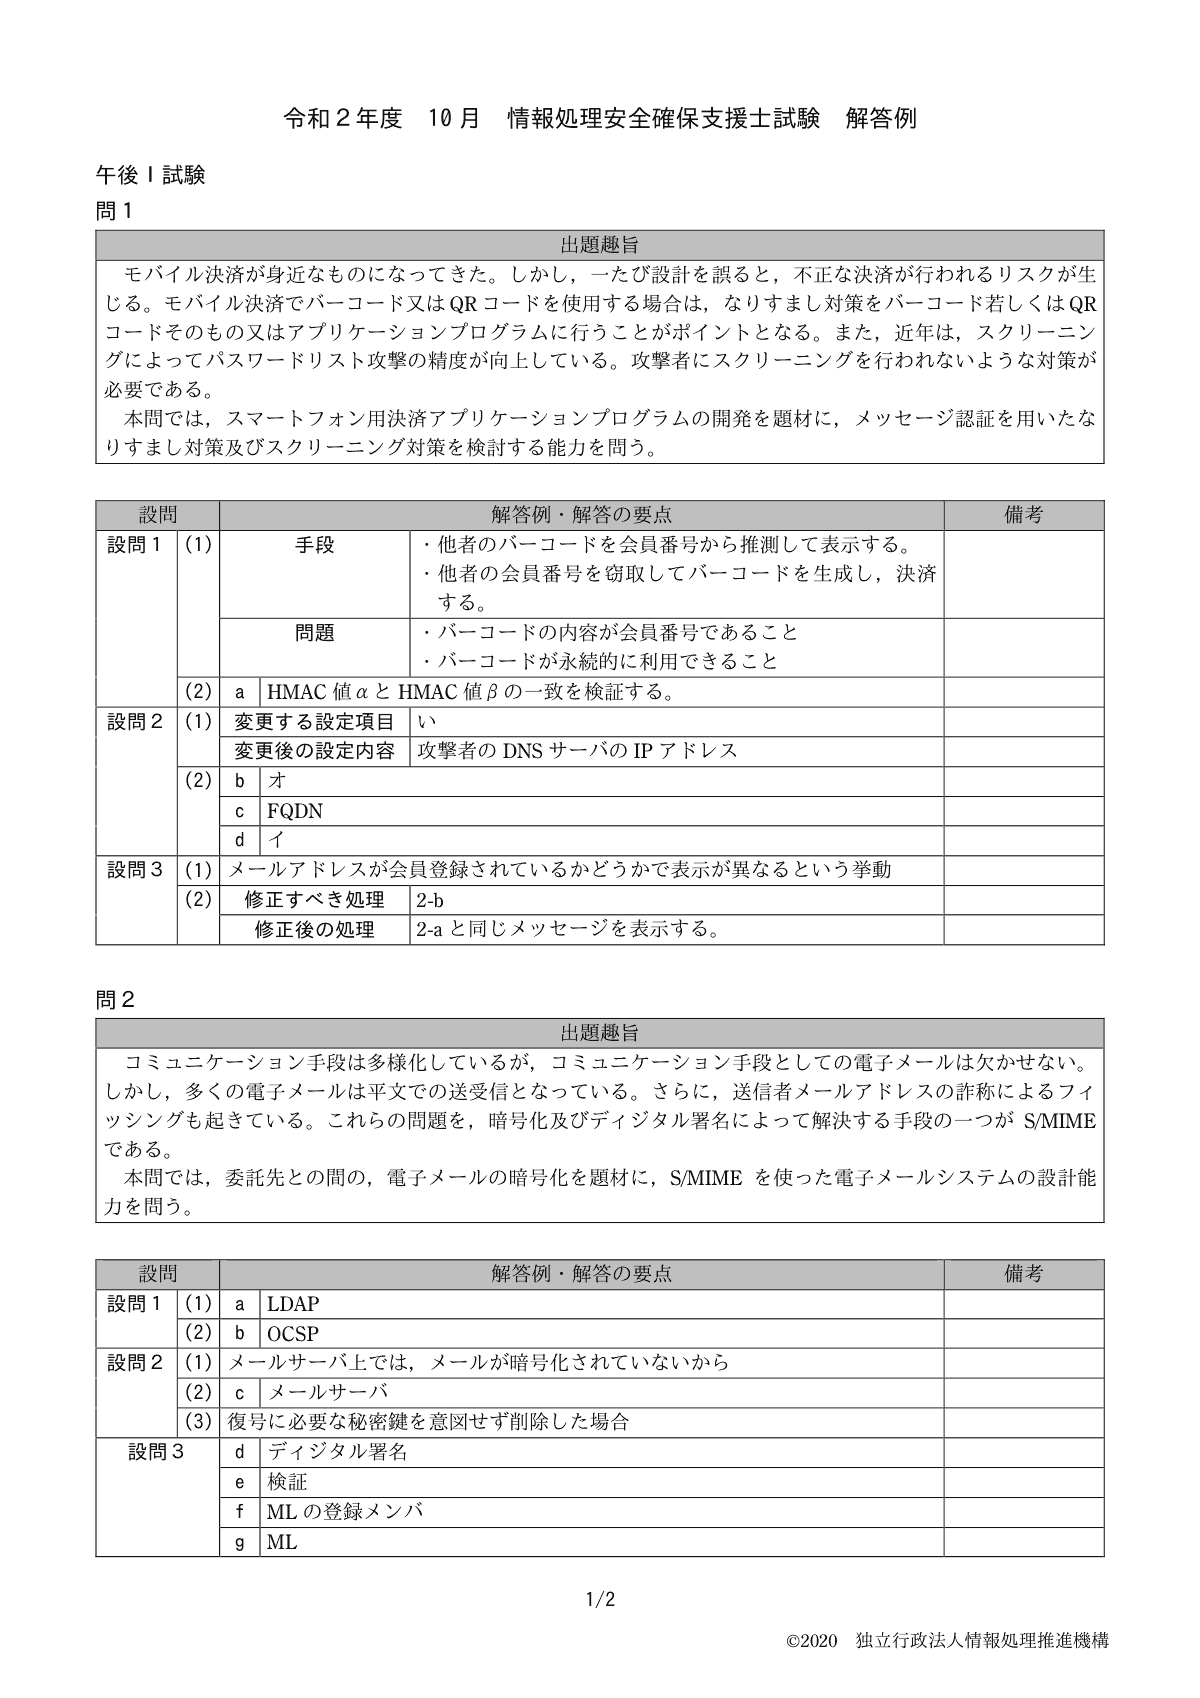 令和２年度　10 月　情報処理安全確保支援士試験　解答例
午後Ⅰ試験
問１
出題趣旨
モバイル決済が身近なものになってきた。しかし，一たび設計を誤ると，不正な決済が行われるリスクが生
じる。モバイル決済でバーコード又は QR コードを使用する場合は，なりすまし対策をバーコード若しくは QR
コードそのもの又はアプリケーションプログラムに行うことがポイントとなる。また，近年は，スクリーニン
グによってパスワードリスト攻撃の精度が向上している。攻撃者にスクリーニングを行われないような対策が
必要である。
本問では，スマートフォン用決済アプリケーションプログラムの開発を題材に，メッセージ認証を用いたな
りすまし対策及びスクリーニング対策を検討する能力を問う。
設問 解答例・解答の要点 備考
設問１ (1) 手段 ・他者のバーコードを会員番号から推測して表示する。
・他者の会員番号を窃取してバーコードを生成し，決済
する。
問題 ・バーコードの内容が会員番号であること
・バーコードが永続的に利用できること
(2) a HMAC 値 α と HMAC 値 β の一致を検証する。
設問２ (1) 変更する設定項目 い
変更後の設定内容 攻撃者の DNS サーバの IP アドレス
(2) b オ
c FQDN
d イ
設問３ (1) メールアドレスが会員登録されているかどうかで表示が異なるという挙動
(2) 修正すべき処理 2-b
修正後の処理 2-a と同じメッセージを表示する。
問２
出題趣旨
コミュニケーション手段は多様化しているが，コミュニケーション手段としての電子メールは欠かせない。
しかし，多くの電子メールは平文での送受信となっている。さらに，送信者メールアドレスの詐称によるフィ
ッシングも起きている。これらの問題を，暗号化及びディジタル署名によって解決する手段の一つが S/MIME
である。
本問では，委託先との間の，電子メールの暗号化を題材に，S/MIME を使った電子メールシステムの設計能
力を問う。
設問 解答例・解答の要点 備考
設問１ (1) a LDAP
(2) b OCSP
設問２ (1) メールサーバ上では，メールが暗号化されていないから
(2) c メールサーバ
(3) 復号に必要な秘密鍵を意図せず削除した場合
設問３ d ディジタル署名
e 検証
f ML の登録メンバ
g ML
1/2
©2020　独立行政法人情報処理推進機構